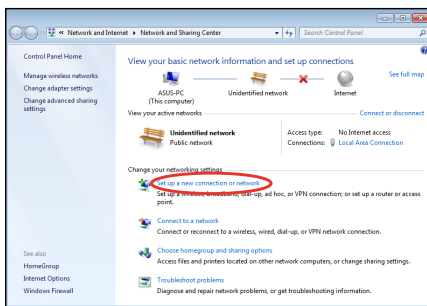 « Network and Internet ▸ Network and Sharing Center
Search Control Panel
Control Panel Home
Manage wireless networks
Change adapter settings
Change advanced sharing
settings
View your basic network information and set up connections
See full map
ASUS-PC
(This computer)
Unidentified network
Internet
View your active networks
Connect or disconnect
Unidentified network
Public network
Access type: No Internet access
Connections: Local Area Connection
Change your networking settings
Set up a new connection or network
Set up a wireless, broadband, dial-up, ad hoc, or VPN connection; or set up a router or access
point.
Connect to a network
Connect or reconnect to a wireless, wired, dial-up, or VPN network connection.
Choose homegroup and sharing options
Access files and printers located on other network computers, or change sharing settings.
Troubleshoot problems
Diagnose and repair network problems, or get troubleshooting information.
See also
HomeGroup
Internet Options
Windows Firewall